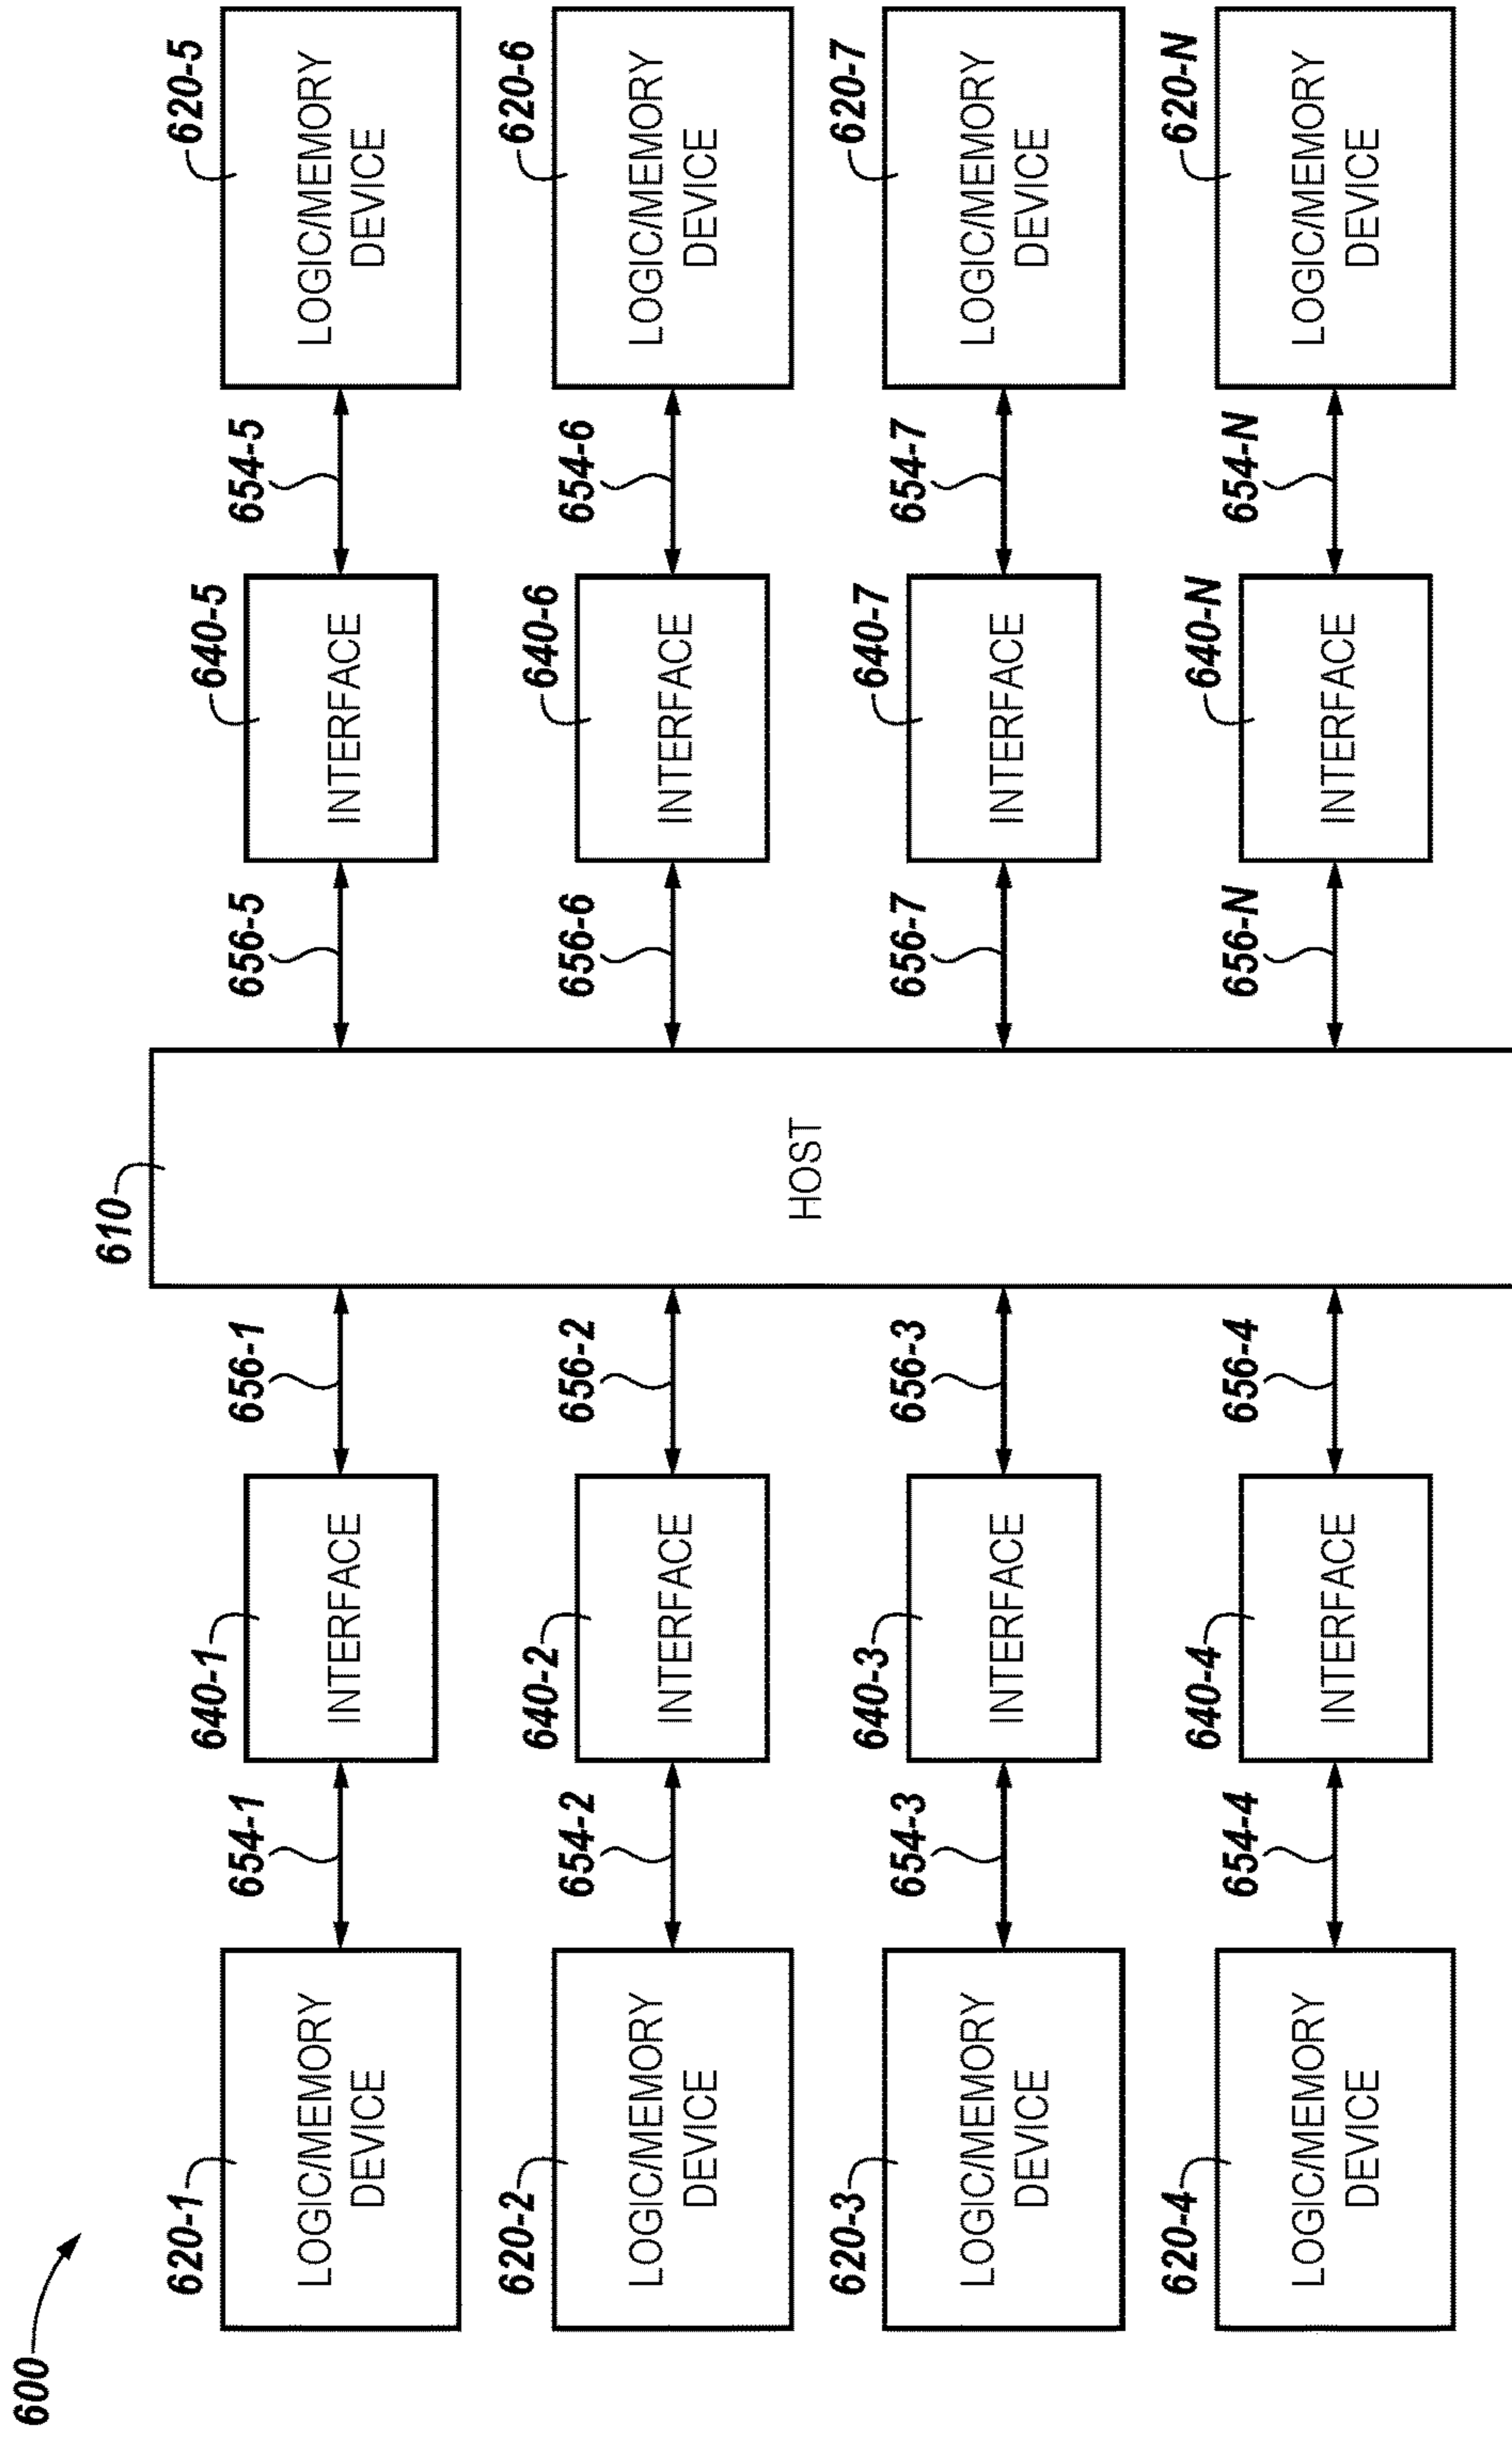 600
610
620-1
LOGIC/MEMORY
DEVICE
654-1
640-1
INTERFACE
656-1
656-5
640-5
INTERFACE
654-5
620-5
LOGIC/MEMORY
DEVICE
620-2
LOGIC/MEMORY
DEVICE
654-2
640-2
INTERFACE
656-2
HOST
656-6
640-6
INTERFACE
654-6
620-6
LOGIC/MEMORY
DEVICE
620-3
LOGIC/MEMORY
DEVICE
654-3
640-3
INTERFACE
656-3
656-7
640-7
INTERFACE
654-7
620-7
LOGIC/MEMORY
DEVICE
620-4
LOGIC/MEMORY
DEVICE
654-4
640-4
INTERFACE
656-4
656-N
640-N
INTERFACE
654-N
620-N
LOGIC/MEMORY
DEVICE